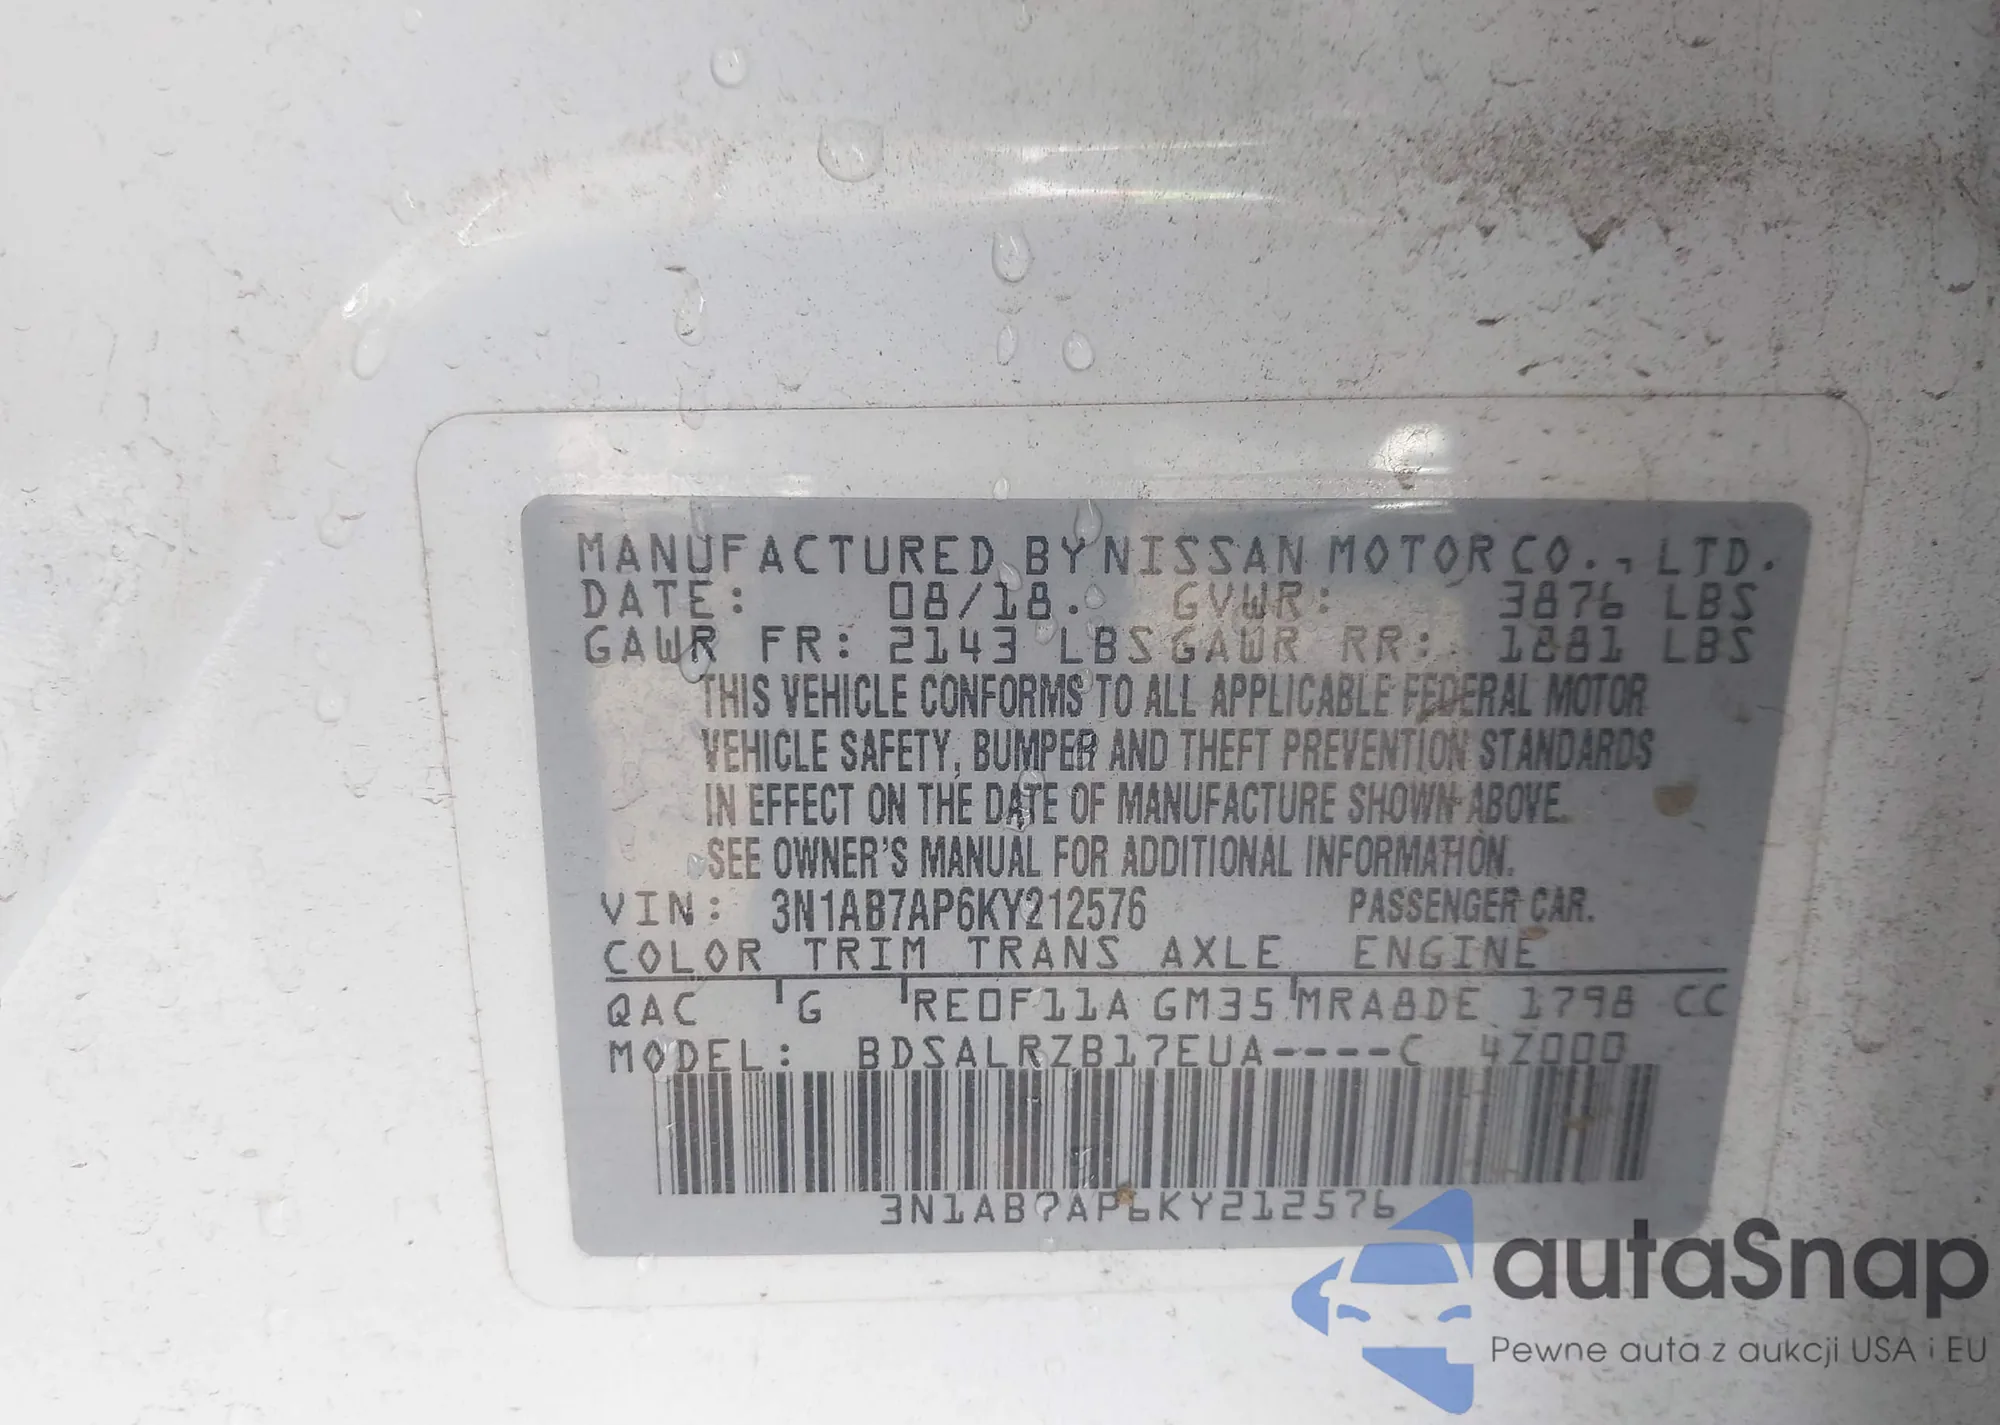 MANUFACTURED BY NISSAN MOTOR CO., LTD.
DATE: 08/18. GVWR: 3876 LBS
GAWR FR: 2143 LBS GAWR RR: 1881 LBS
THIS VEHICLE CONFORMS TO ALL APPLICABLE FEDERAL MOTOR
VEHICLE SAFETY, BUMPER AND THEFT PREVENTION STANDARDS
IN EFFECT ON THE DATE OF MANUFACTURE SHOWN ABOVE.
SEE OWNER'S MANUAL FOR ADDITIONAL INFORMATION.
VIN: 3N1AB7AP6KY212576 PASSENGER CAR.
COLOR TRIM TRANS AXLE ENGINE
QAC G RE0F11A GM35 MRA8DE 1798 CC
MODEL: BDSALRZB17EUA----C 4Z000
3N1AB7AP6KY212576
autaSnap
Pewne auta z aukcji USA i EU